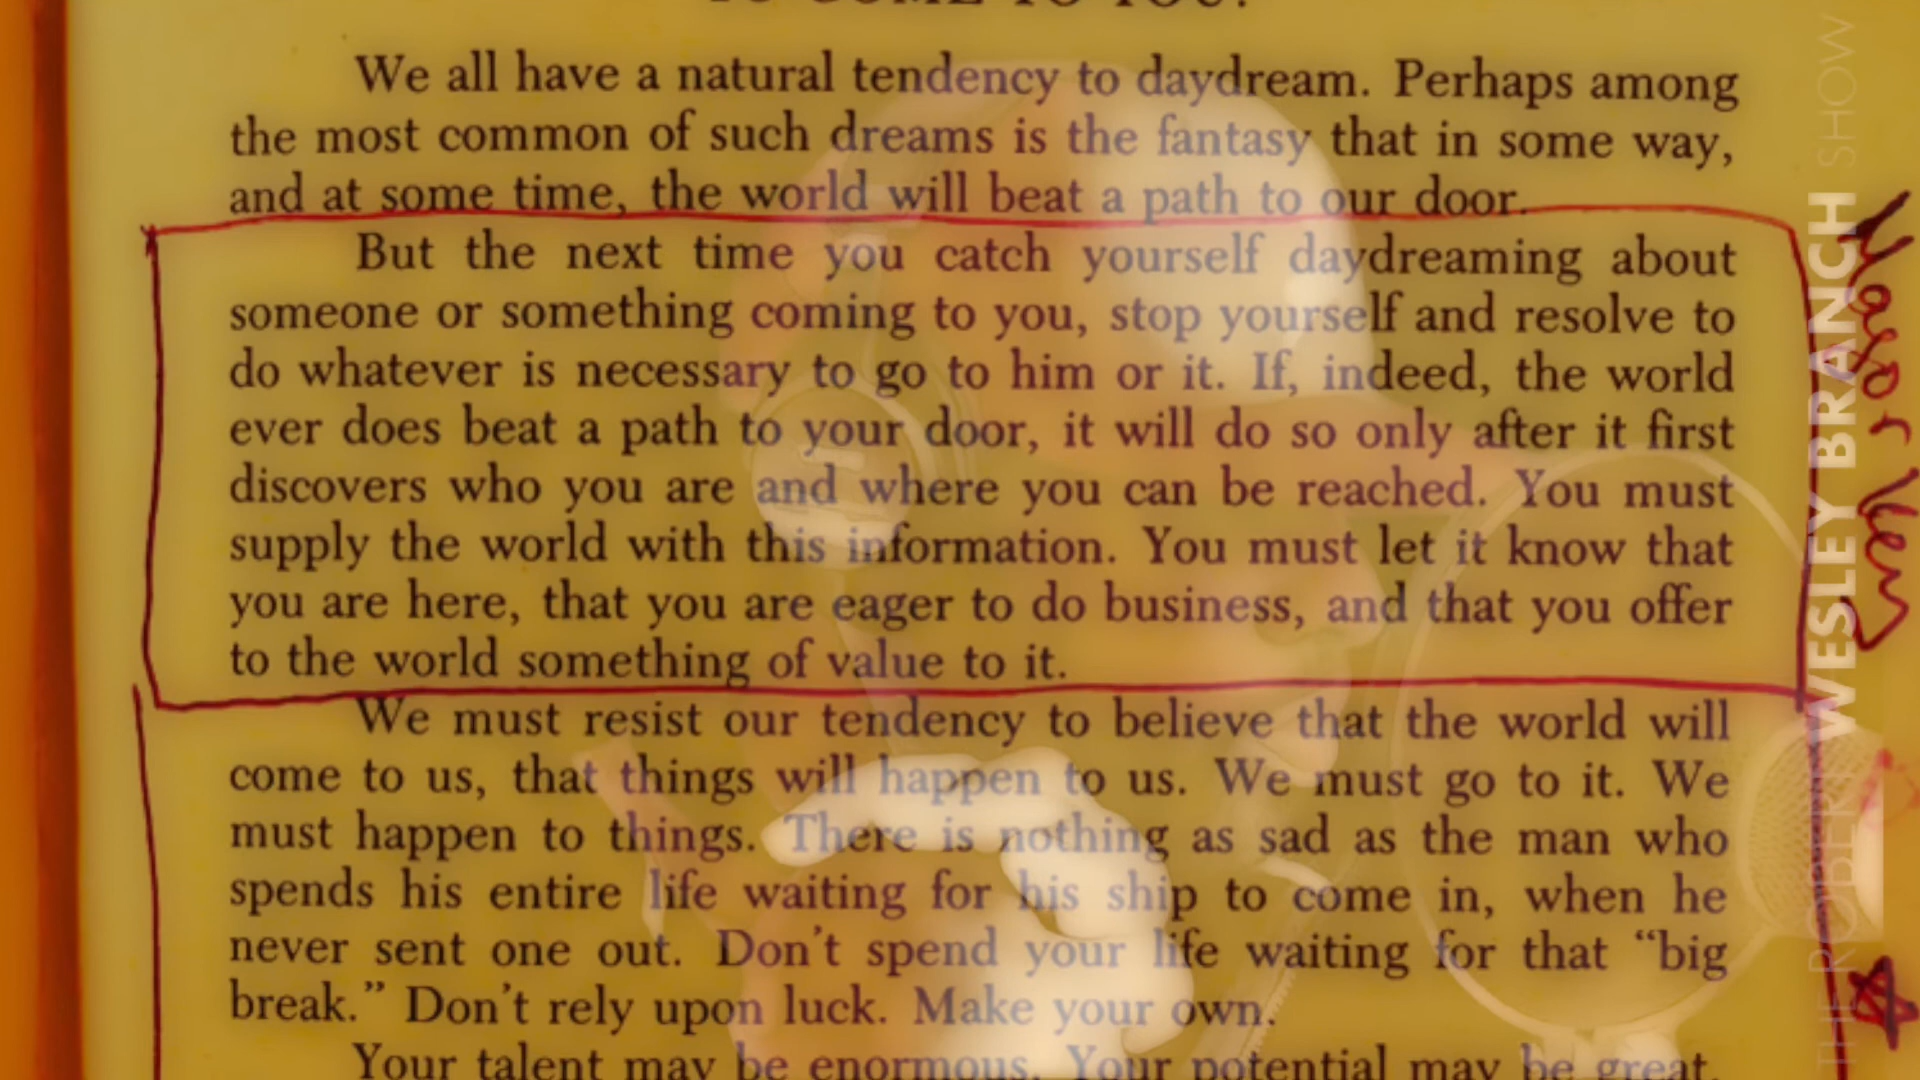 TO COME TO YOU?
We all have a natural tendency to daydream. Perhaps among
the most common of such dreams is the fantasy that in some way,
and at some time, the world will beat a path to our door.
But the next time you catch yourself daydreaming about
someone or something coming to you, stop yourself and resolve to
do whatever is necessary to go to him or it. If, indeed, the world
ever does beat a path to your door, it will do so only after it first
discovers who you are and where you can be reached. You must
supply the world with this information. You must let it know that
you are here, that you are eager to do business, and that you offer
to the world something of value to it.
We must resist our tendency to believe that the world will
come to us, that things will happen to us. We must go to it. We
must happen to things. There is nothing as sad as the man who
spends his entire life waiting for his ship to come in, when he
never sent one out. Don't spend your life waiting for that “big
break.” Don't rely upon luck. Make your own.
Your talent may be enormous. Your potential may be great.
THE ROBERT WESLEY BRANCH SHOW
Major